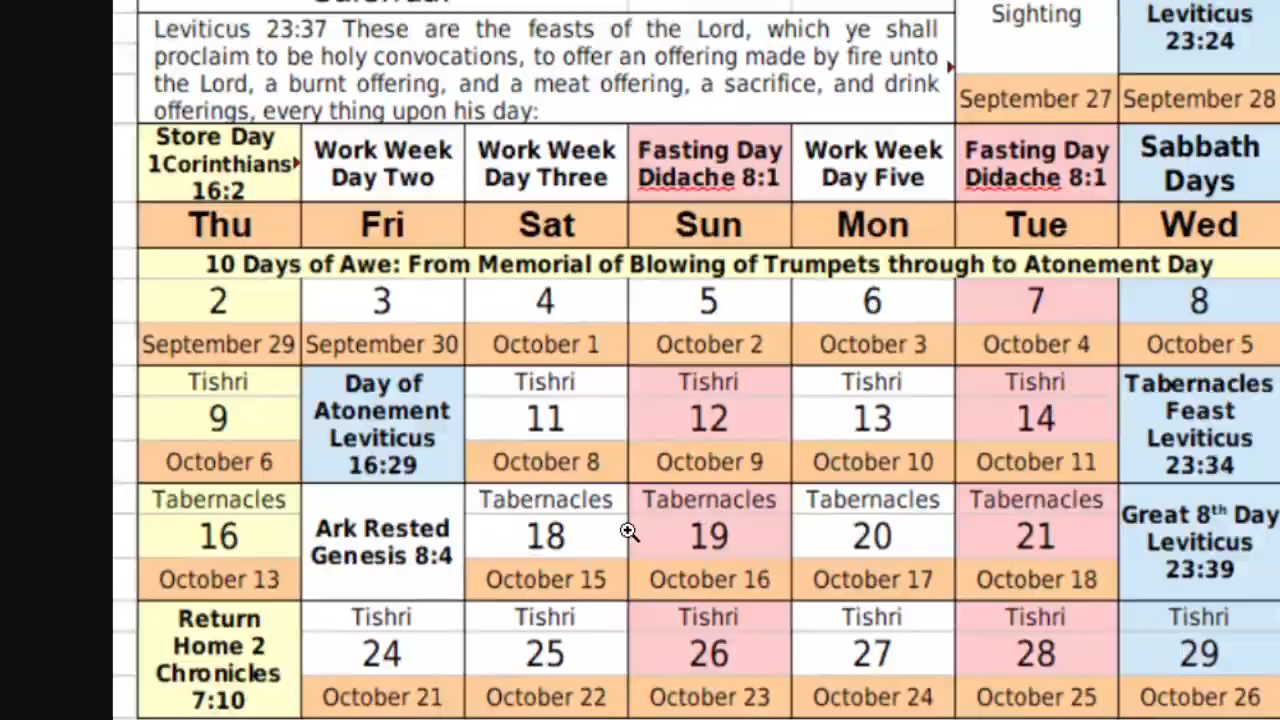 Leviticus 23:37 These are the feasts of the Lord, which ye shall
proclaim to be holy convocations, to offer an offering made by fire unto
the Lord, a burnt offering, and a meat offering, a sacrifice, and drink
offerings, every thing upon his day:
Sighting
Leviticus
23:24
September 27
September 28
Store Day
1Corinthians
16:2
Work Week
Day Two
Work Week
Day Three
Fasting Day
Didache 8:1
Work Week
Day Five
Fasting Day
Didache 8:1
Sabbath
Days
Thu
Fri
Sat
Sun
Mon
Tue
Wed
10 Days of Awe: From Memorial of Blowing of Trumpets through to Atonement Day
2
3
4
5
6
7
8
September 29
September 30
October 1
October 2
October 3
October 4
October 5
Tishri
9
October 6
Day of
Atonement
Leviticus
16:29
Tishri
11
October 8
Tishri
12
October 9
Tishri
13
October 10
Tishri
14
October 11
Tabernacles
Feast
Leviticus
23:34
Tabernacles
16
October 13
Ark Rested
Genesis 8:4
Tabernacles
18
October 15
Tabernacles
19
October 16
Tabernacles
20
October 17
Tabernacles
21
October 18
Great 8th Day
Leviticus
23:39
Return
Home 2
Chronicles
7:10
Tishri
24
October 21
Tishri
25
October 22
Tishri
26
October 23
Tishri
27
October 24
Tishri
28
October 25
Tishri
29
October 26